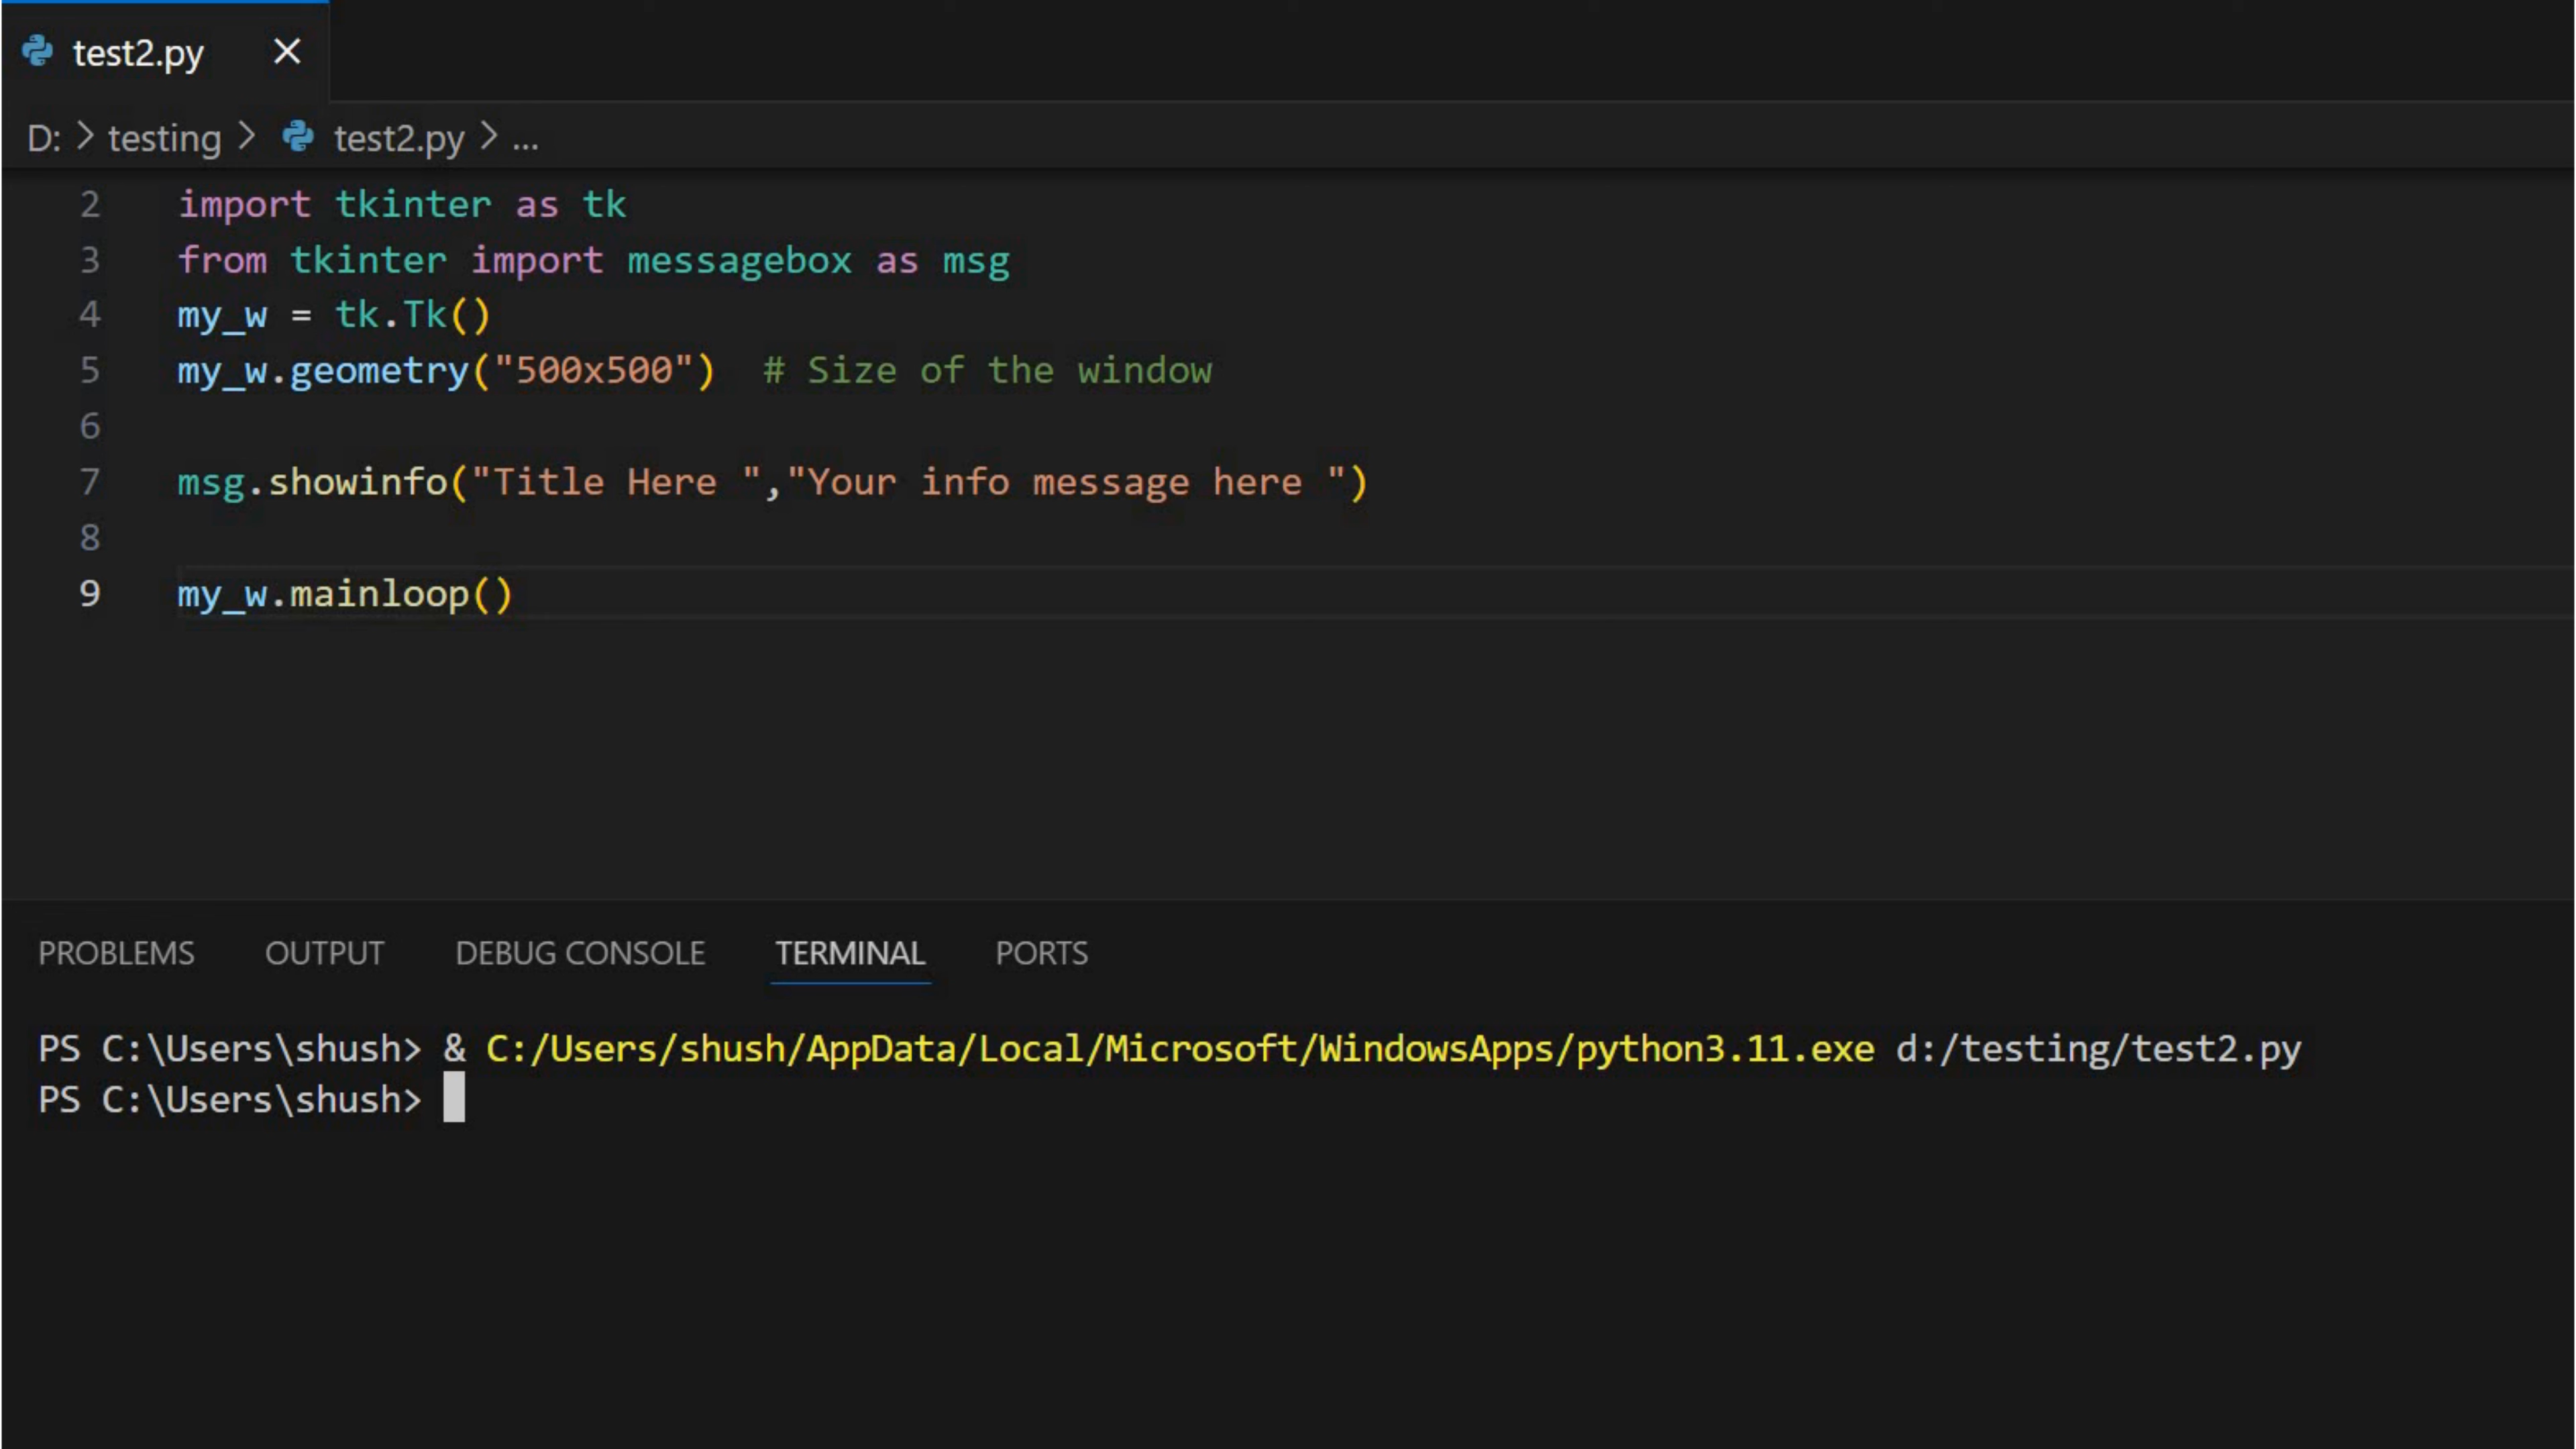 test2.py
D: > testing > test2.py > ...
2 import tkinter as tk
3 from tkinter import messagebox as msg
4 my_w = tk.Tk()
5 my_w.geometry("500x500")  # Size of the window
6
7 msg.showinfo("Title Here ","Your info message here ")
8
9 my_w.mainloop()
PROBLEMS OUTPUT DEBUG CONSOLE TERMINAL PORTS
PS C:\Users\shush> & C:/Users/shush/AppData/Local/Microsoft/WindowsApps/python3.11.exe d:/testing/test2.py
PS C:\Users\shush>